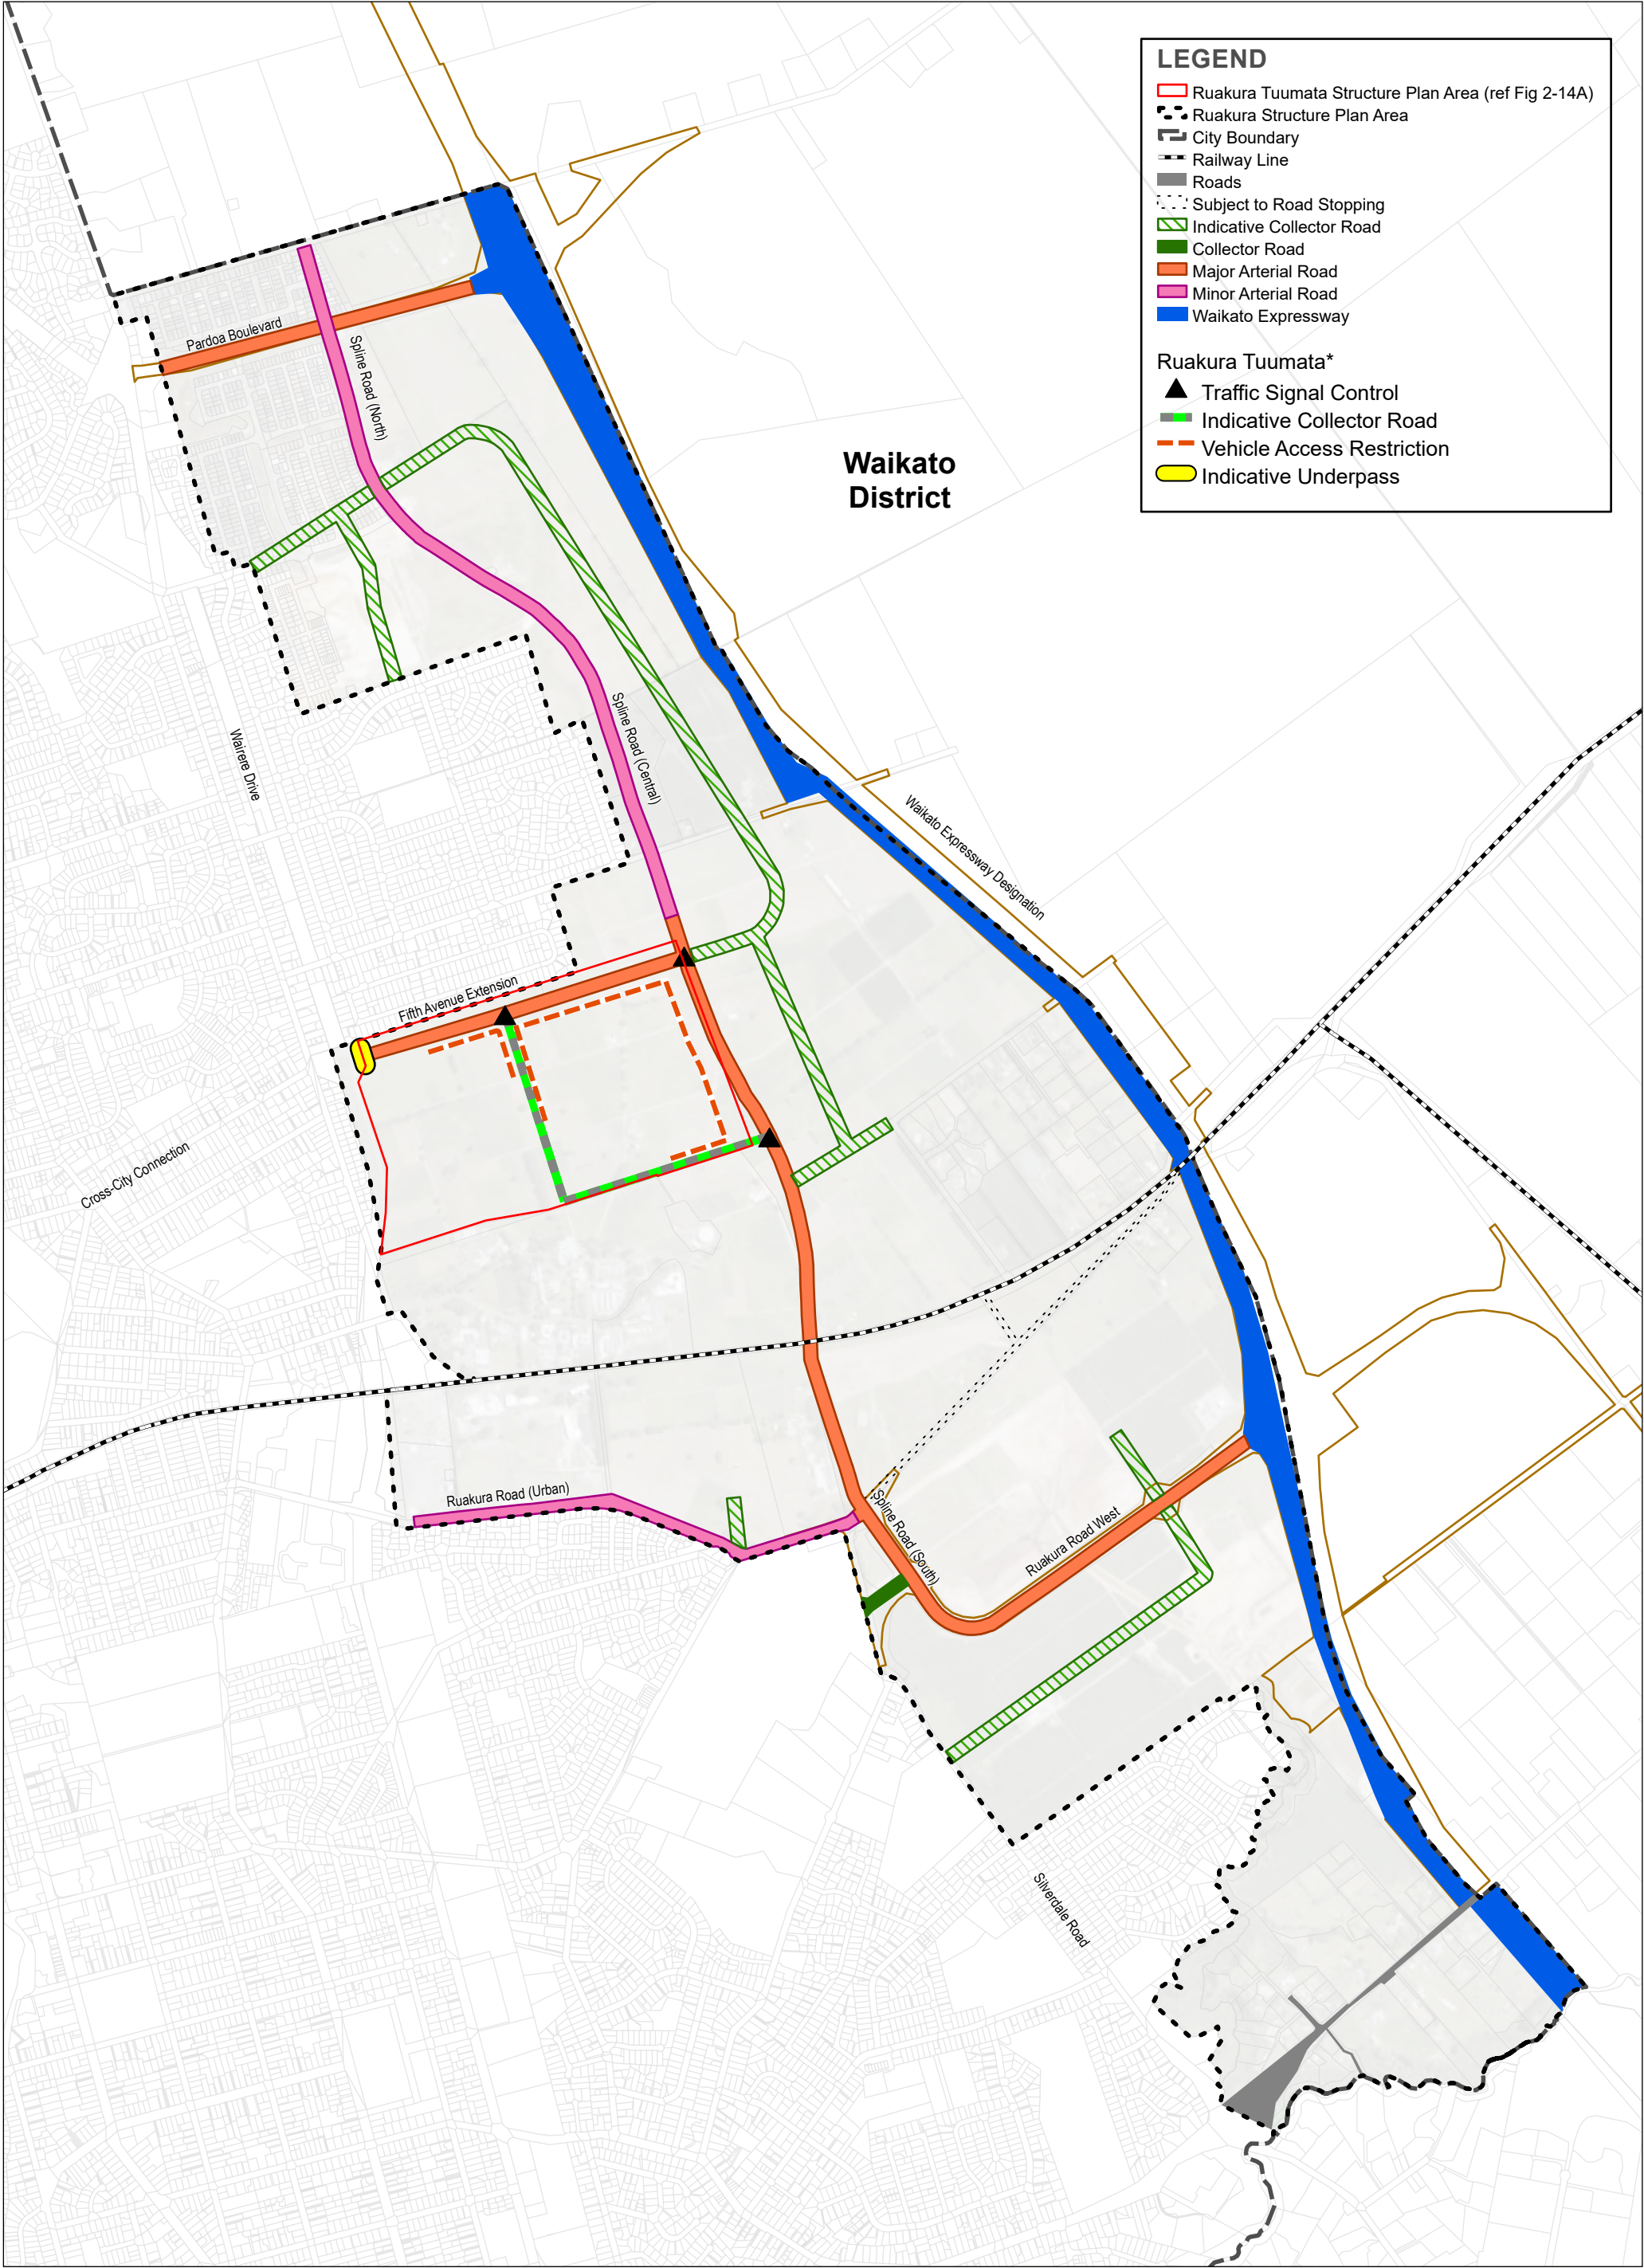 LEGEND
Ruakura Tuumata Structure Plan Area (ref Fig 2-14A)
Ruakura Structure Plan Area
City Boundary
Railway Line
Roads
Subject to Road Stopping
Indicative Collector Road
Collector Road
Major Arterial Road
Minor Arterial Road
Waikato Expressway
Ruakura Tuumata*
Traffic Signal Control
Indicative Collector Road
Vehicle Access Restriction
Indicative Underpass
Pardoa Boulevard
Spline Road (North)
Waikato
District
Spline Road (Central)
Wairere Drive
Waikato Expressway Designation
Fifth Avenue Extension
Cross-City Connection
Ruakura Road (Urban)
Spline Road (South)
Ruakura Road West
Silverdale Road